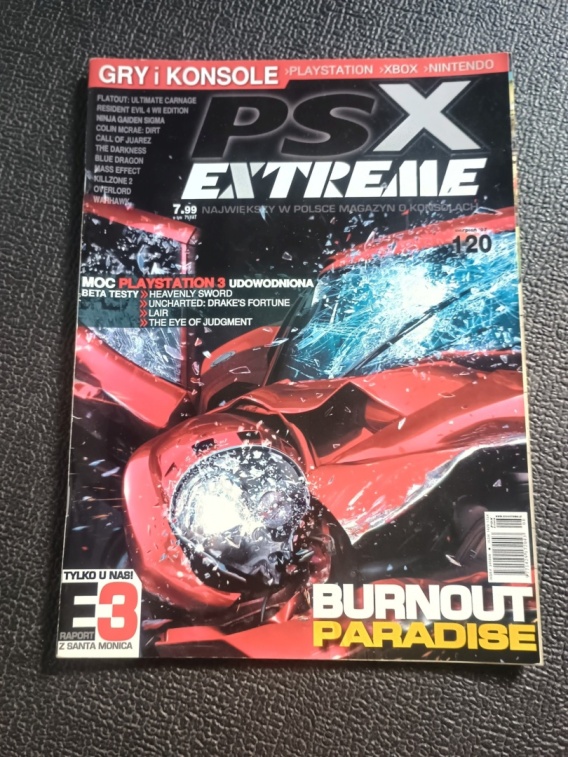 GRY i KONSOLE >PLAYSTATION >XBOX >NINTENDO
FLATOUT: ULTIMATE CARNAGE
RESIDENT EVIL 4 WII EDITION
NINJA GAIDEN SIGMA
COLIN MCRAE: DIRT
CALL OF JUAREZ
THE DARKNESS
BLUE DRAGON
MASS EFFECT
KILLZONE 2
OVERLORD
WARHAWK
PSX
EXTREME
7.99
NAJWIĘKSZY W POLSCE MAGAZYN O KONSOLACH
120
MOC PLAYSTATION 3 UDOWODNIONA
BETA TESTY >> HEAVENLY SWORD
>> UNCHARTED: DRAKE'S FORTUNE
>> LAIR
>> THE EYE OF JUDGMENT
TYLKO U NAS!
E3
RAPORT
Z SANTA MONICA
BURNOUT
PARADISE